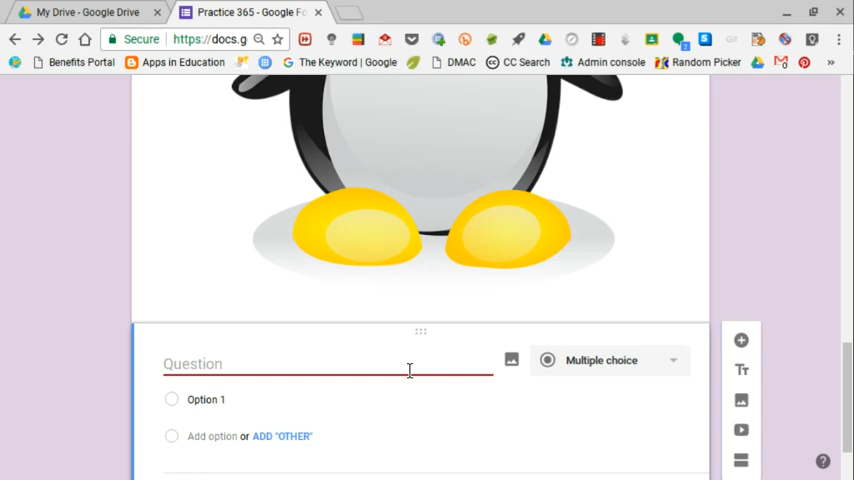 My Drive - Google Drive
Practice 365 - Google Fo
Secure
https://docs.g
Benefits Portal
Apps in Education
The Keyword | Google
DMAC
CC Search
Admin console
Random Picker
»
Question
Multiple choice
Option 1
Add option or ADD "OTHER"
Tт